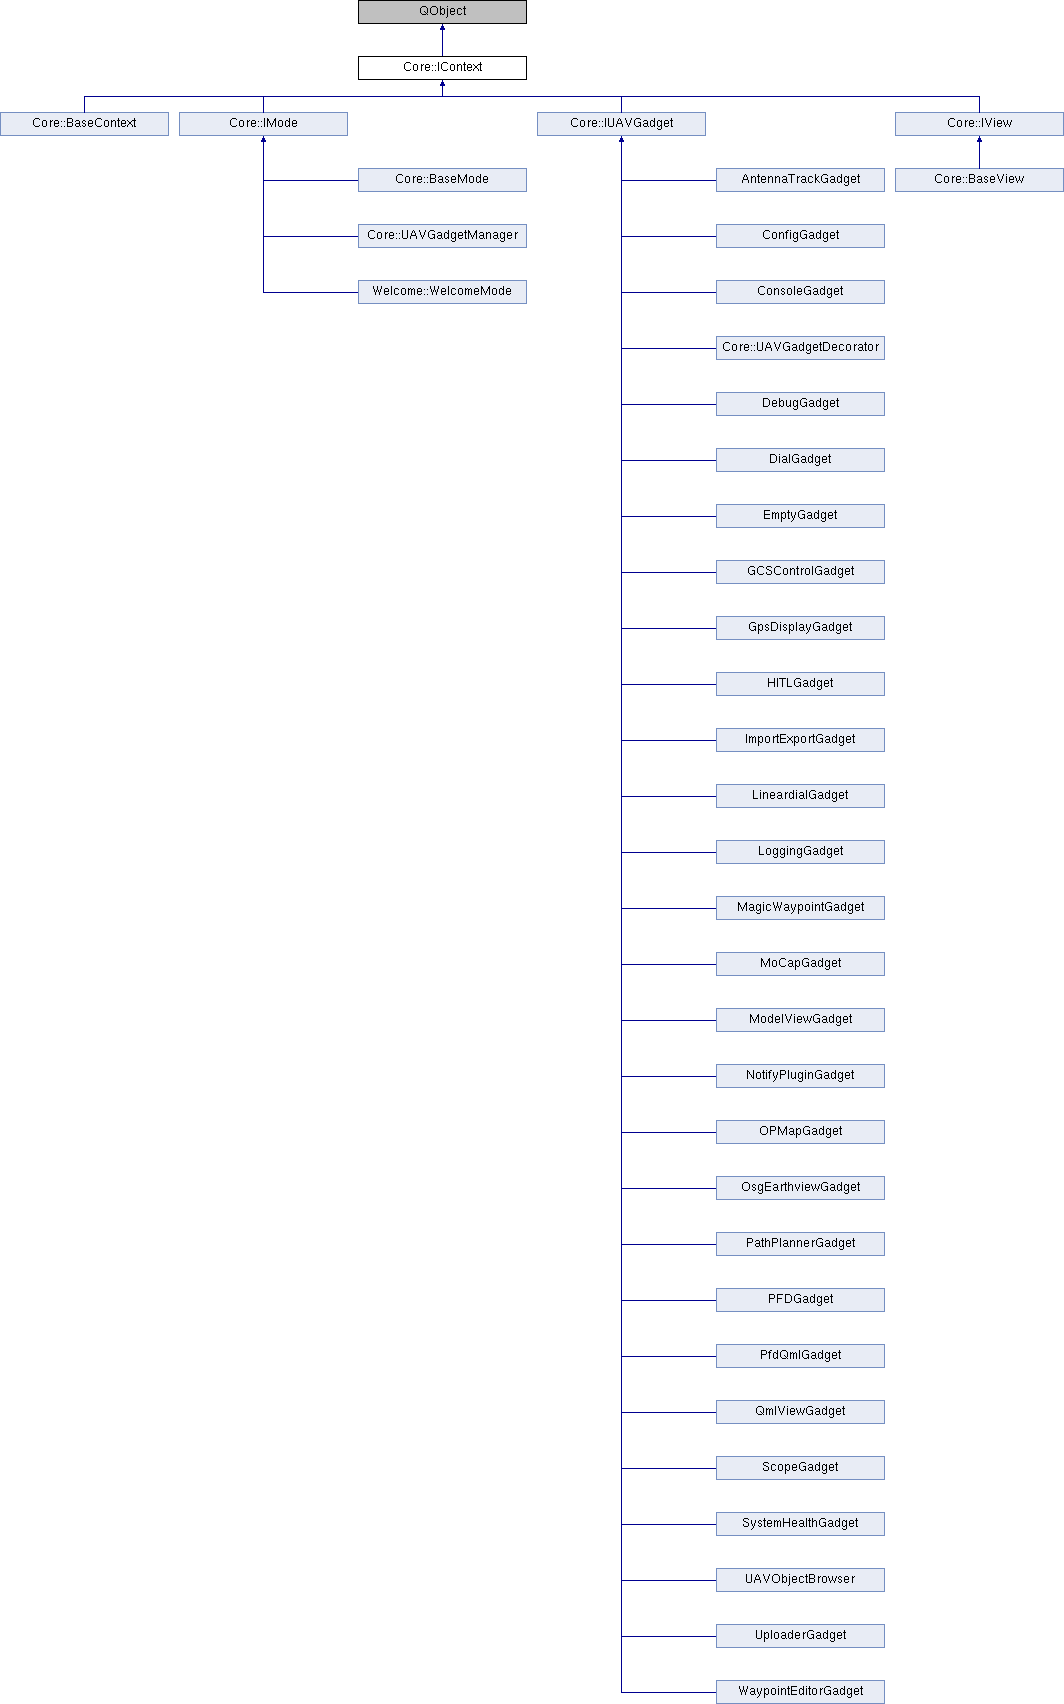 QObject
Core::IContext
Core::BaseContext
Core::IMode
Core::IUAVGadget
Core::IView
Core::BaseMode
AntennaTrackGadget
Core::BaseView
Core::UAVGadgetManager
ConfigGadget
Welcome::WelcomeMode
ConsoleGadget
Core::UAVGadgetDecorator
DebugGadget
DialGadget
EmptyGadget
GCSControlGadget
GpsDisplayGadget
HITLGadget
ImportExportGadget
LineardialGadget
LoggingGadget
MagicWaypointGadget
MoCapGadget
ModelViewGadget
NotifyPluginGadget
OPMapGadget
OsgEarthviewGadget
PathPlannerGadget
PFDGadget
PfdQmlGadget
QmlViewGadget
ScopeGadget
SystemHealthGadget
UAVObjectBrowser
UploaderGadget
WaypointEditorGadget